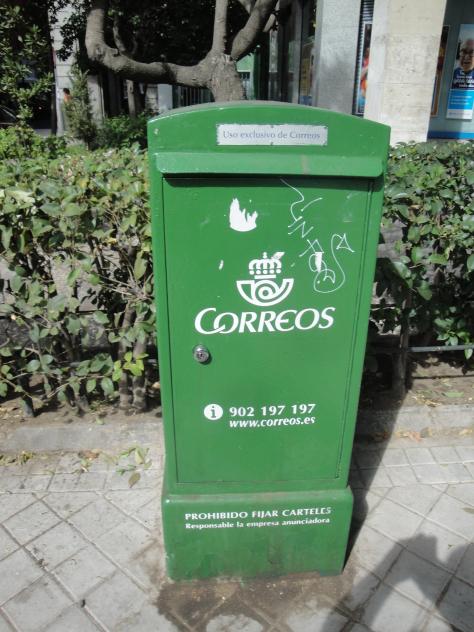 Uso exclusivo de Correos
CORREOS
902 197 197
www.correos.es
PROHIBIDO FIJAR CARTELES
Responsable la empresa anunciadora